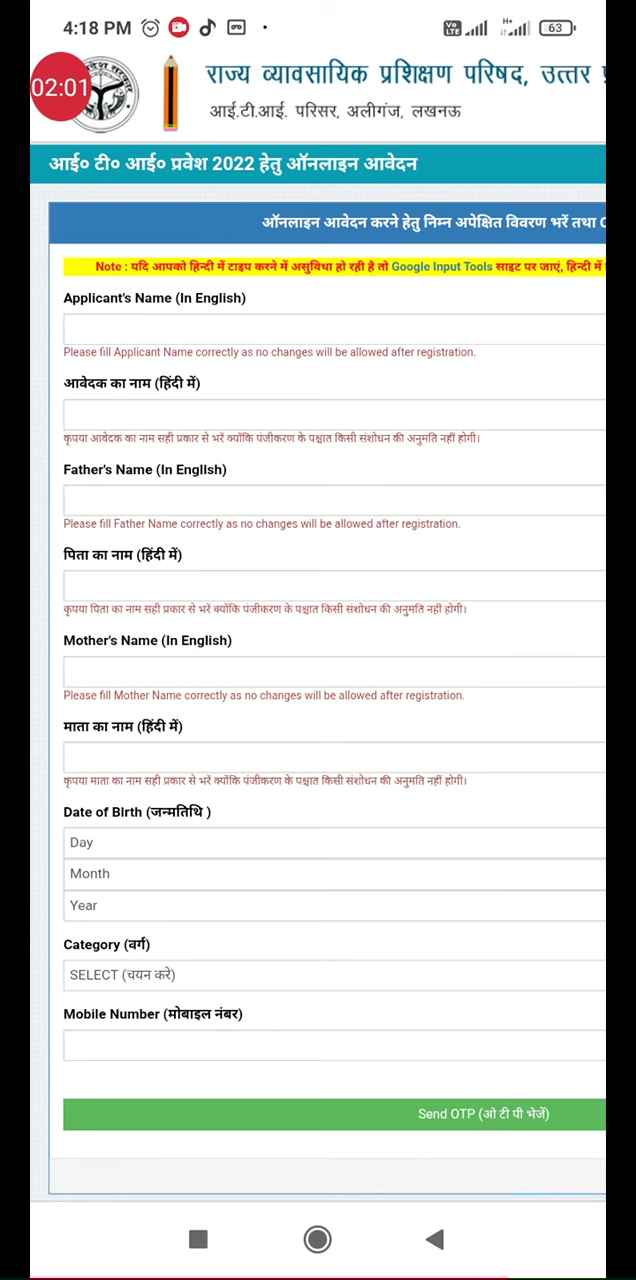 4:18 PM
Vo LTE H+ 63
02:01
राज्य व्यावसायिक प्रशिक्षण परिषद, उत्तर
आई.टी.आई. परिसर, अलीगंज, लखनऊ
आई० टी० आई० प्रवेश 2022 हेतु ऑनलाइन आवेदन
ऑनलाइन आवेदन करने हेतु निम्न अपेक्षित विवरण भरें तथा
Note : यदि आपको हिन्दी में टाइप करने में असुविधा हो रही है तो Google Input Tools साइट पर जाएं, हिन्दी में
Applicant's Name (In English)
Please fill Applicant Name correctly as no changes will be allowed after registration.
आवेदक का नाम (हिंदी में)
कृपया आवेदक का नाम सही प्रकार से भरें क्योंकि पंजीकरण के पश्चात किसी संशोधन की अनुमति नहीं होगी।
Father's Name (In English)
Please fill Father Name correctly as no changes will be allowed after registration.
पिता का नाम (हिंदी में)
कृपया पिता का नाम सही प्रकार से भरें क्योंकि पंजीकरण के पश्चात किसी संशोधन की अनुमति नहीं होगी।
Mother's Name (In English)
Please fill Mother Name correctly as no changes will be allowed after registration.
माता का नाम (हिंदी में)
कृपया माता का नाम सही प्रकार से भरें क्योंकि पंजीकरण के पश्चात किसी संशोधन की अनुमति नहीं होगी।
Date of Birth (जन्मतिथि )
Day
Month
Year
Category (वर्ग)
SELECT (चयन करे)
Mobile Number (मोबाइल नंबर)
Send OTP (ओ टी पी भेजें)